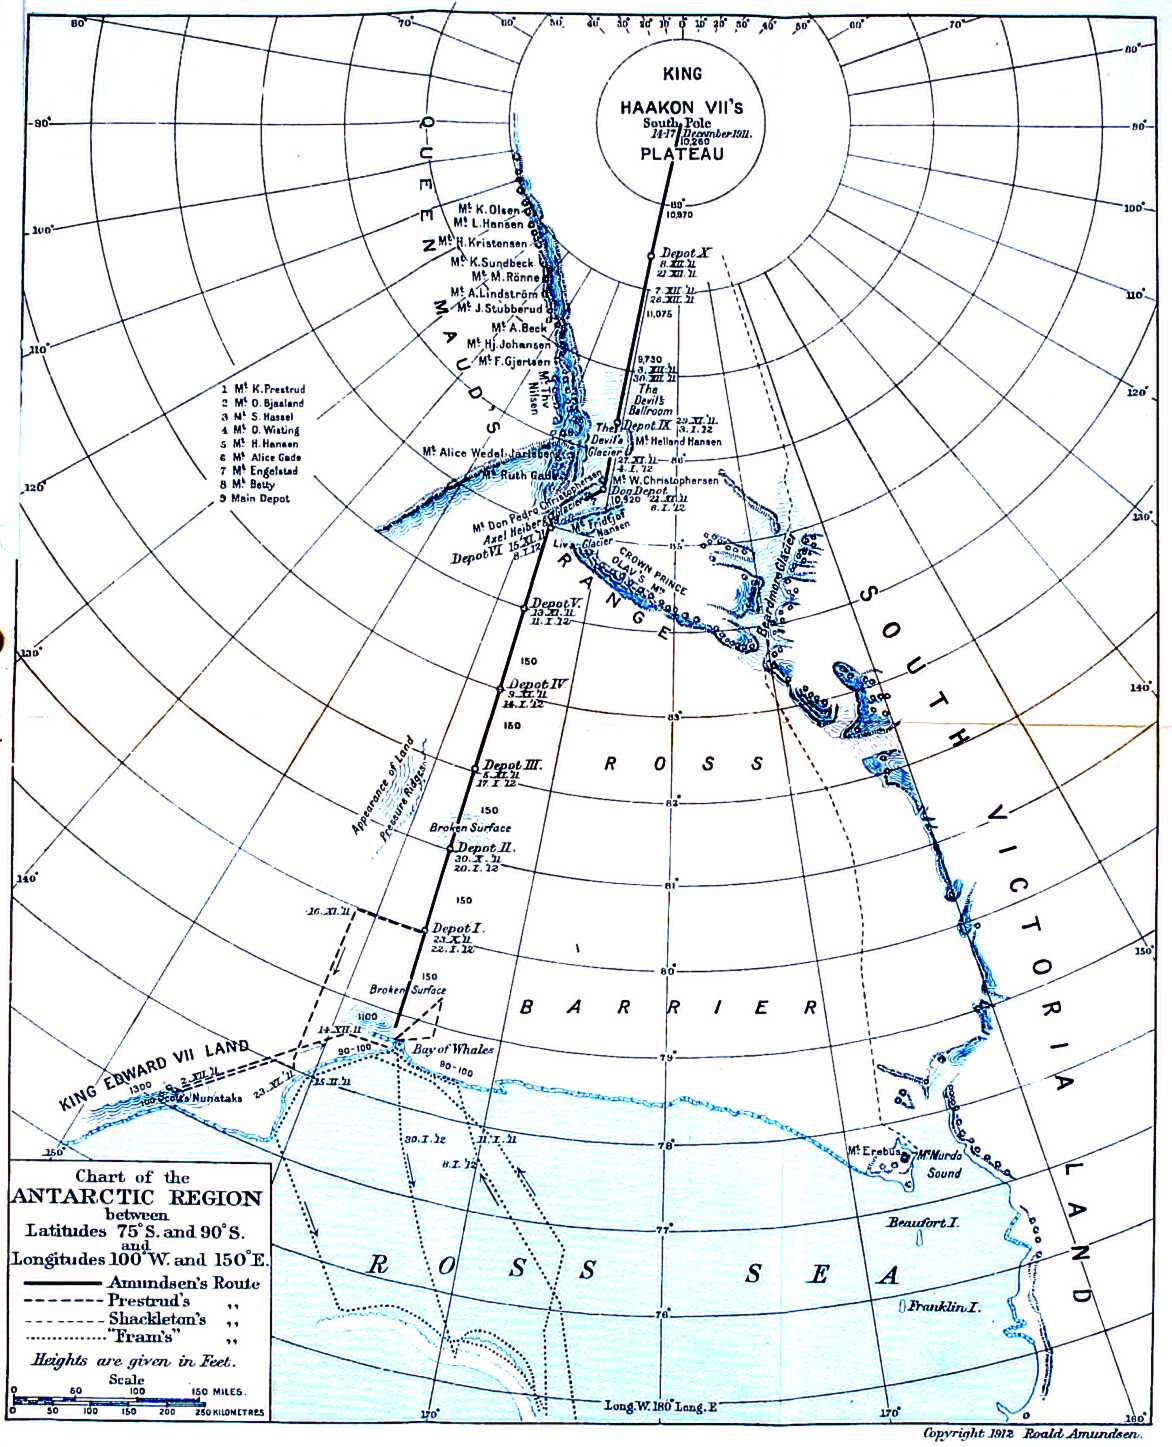 80° 70° 60° 50° 40° 30° 20° 10° 0 10° 20° 30° 40° 50° 60° 70° 80°
KING
HAAKON VII'S
South Pole
14-17 December 1911.
10,260
PLATEAU
90°
90°
100°
100°
110°
110°
120°
120°
130°
130°
140°
140°
150°
150°
160°
QUEEN MAUD'S
RANGE
89°
10,970
Depot X
8.XII.11
21.XII.11
11,075
9,730
3.XII.11
30.XII.11
The
Devil's
Ballroom
Depot IX 29.XI.'11
3.I.12
The
Devil's
Glacier
Mt Helland Hansen
27.XI.'11
4.I.'12
86°
Mt W. Christophersen
Don Depot
10,920
6.I.'12
Mt K. Olsen
Mt L. Hansen
Mt H. Kristensen
Mt K. Sundbeck
Mt M. Rönne
Mt A. Lindström
Mt J. Stubberud
Mt A. Beck
Mt Hj. Johansen
Mt F. Gjertsen
Mt Thv Nilsen
1 Mt K. Prestrud
2 Mt O. Bjaaland
3 Mt S. Hassel
4 Mt O. Wisting
5 Mt H. Hansen
6 Mt Alice Gade
7 Mt Engelstad
8 Mt Betty
9 Main Depot
Mt Alice Wedel-Jarlsberg
Mt Ruth Gade
Mt Don Pedro Christophersen
Axel Heiberg Glacier
Mt Fridtjof
Nansen
Liv's Glacier
Depot VI 15.XI.11
8.I.12
CROWN PRINCE
OLAV'S Mts
85°
Beardmore Glacier
Depot V.
13.XI.'11
11.I.'12
150
Depot IV
9.XI.'11
14.I.'12
150
83°
Depot III.
17.I.'12
150
82°
Appearance of Land
Pressure Ridges
Broken Surface
Depot II.
30.X.'11
20.I.'12
81°
150
16.XI.'11
Depot I.
23.X.'11
22.I.'12
80°
150
Broken Surface
ROSS
BARRIER
SOUTH VICTORIA LAND
1100
14.XII.11
79°
90-100
Bay of Whales
80-100
KING EDWARD VII LAND
1300
2.XII.'11
23.XI.'11
15.II.'11
100
Scott's Nunataks
78°
Mt Erebus
McMurdo
Sound
30.I.'12
11.I.'11
8.I.'12
77°
Beaufort I.
ROSS SEA
76°
Franklin I.
Chart of the
ANTARCTIC REGION
between
Latitudes 75°S. and 90°S.
and
Longitudes 100°W. and 150°E.
Amundsen's Route
Prestrud's ,,
Shackleton's ,,
"Fram's" ,,
Heights are given in Feet.
Scale
0 50 100 150 MILES.
0 50 100 150 200 250 KILOMETRES
170°
Long. W. 180 Long. E
170°
Copyright 1912 Roald Amundsen.